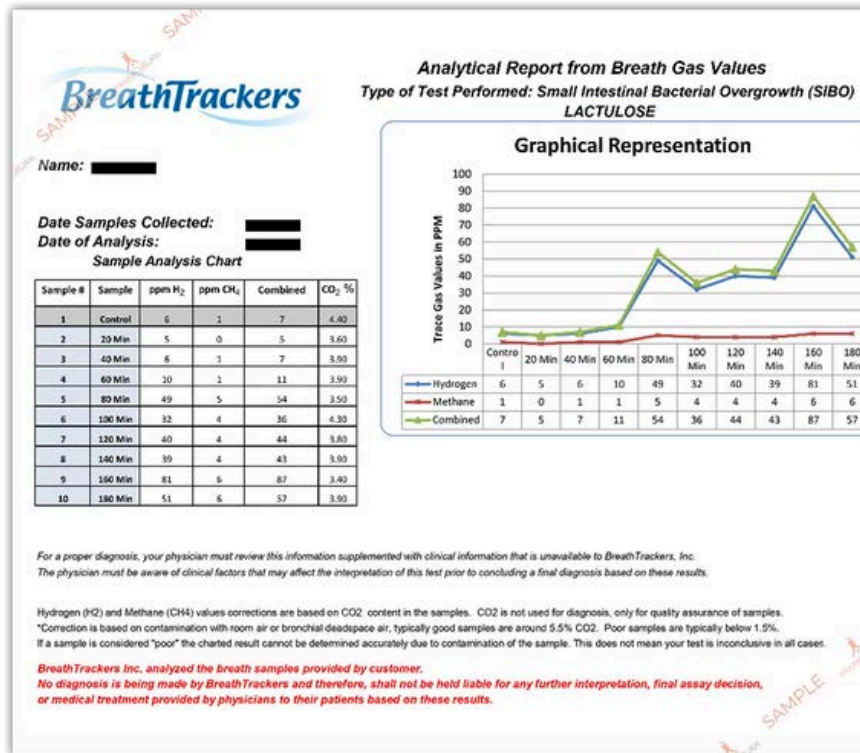 SAMPLE
BreathTrackers
Analytical Report from Breath Gas Values
Type of Test Performed: Small Intestinal Bacterial Overgrowth (SIBO)
LACTULOSE
Name:
Date Samples Collected:
Date of Analysis:
Sample Analysis Chart
Sample # Sample ppm H₂ ppm CH₄ Combined CO₂ %
1 Control 6 1 7 4.40
2 20 Min 5 0 5 3.60
3 40 Min 6 1 7 3.90
4 60 Min 10 1 11 3.90
5 80 Min 49 5 54 3.50
6 100 Min 32 4 36 4.30
7 120 Min 40 4 44 3.80
8 140 Min 39 4 43 3.90
9 160 Min 81 6 87 3.40
10 180 Min 51 6 57 3.90
Graphical Representation
Trace Gas Values in PPM
100
90
80
70
60
50
40
30
20
10
0
Contro
l 20 Min 40 Min 60 Min 80 Min 100 Min 120 Min 140 Min 160 Min 180 Min
Hydrogen 6 5 6 10 49 32 40 39 81 51
Methane 1 0 1 1 5 4 4 4 6 6
Combined 7 5 7 11 54 36 44 43 87 57
For a proper diagnosis, your physician must review this information supplemented with clinical information that is unavailable to BreathTrackers, Inc.
The physician must be aware of clinical factors that may affect the interpretation of this test prior to concluding a final diagnosis based on these results.
Hydrogen (H2) and Methane (CH4) values corrections are based on CO2 content in the samples. CO2 is not used for diagnosis, only for quality assurance of samples.
*Correction is based on contamination with room air or bronchial deadspace air, typically good samples are around 5.5% CO2. Poor samples are typically below 1.5%.
If a sample is considered "poor" the charted result cannot be determined accurately due to contamination of the sample. This does not mean your test is inconclusive in all cases.
BreathTrackers Inc. analyzed the breath samples provided by customer.
No diagnosis is being made by BreathTrackers and therefore, shall not be held liable for any further interpretation, final assay decision,
or medical treatment provided by physicians to their patients based on these results.
SAMPLE